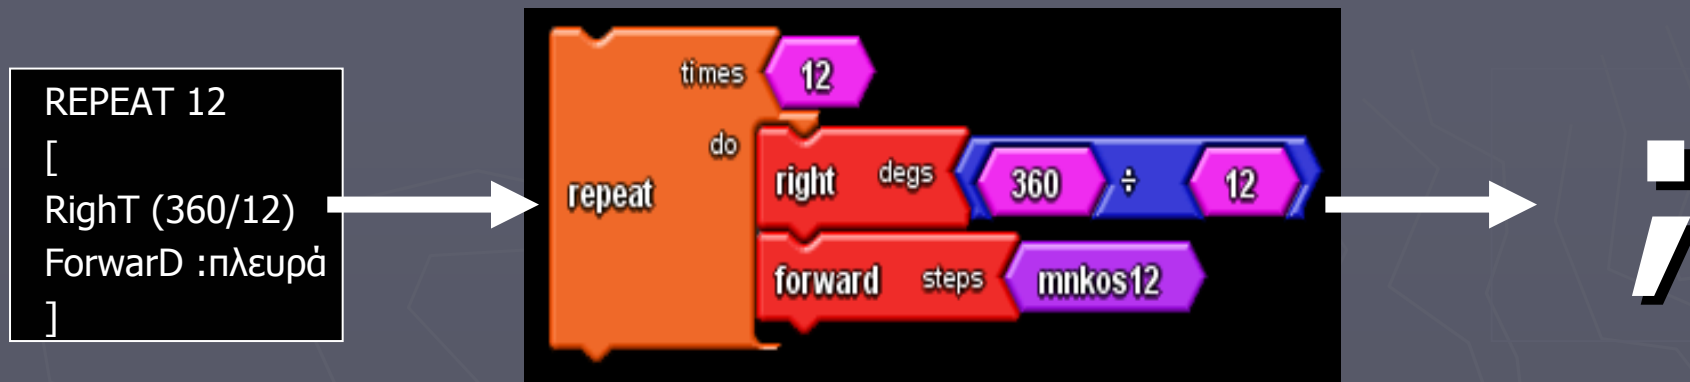 REPEAT 12
[
RighT (360/12)
ForwarD :πλευρά
]
times 12
do
repeat
right degs 360 ÷ 12
forward steps mnkos12
;